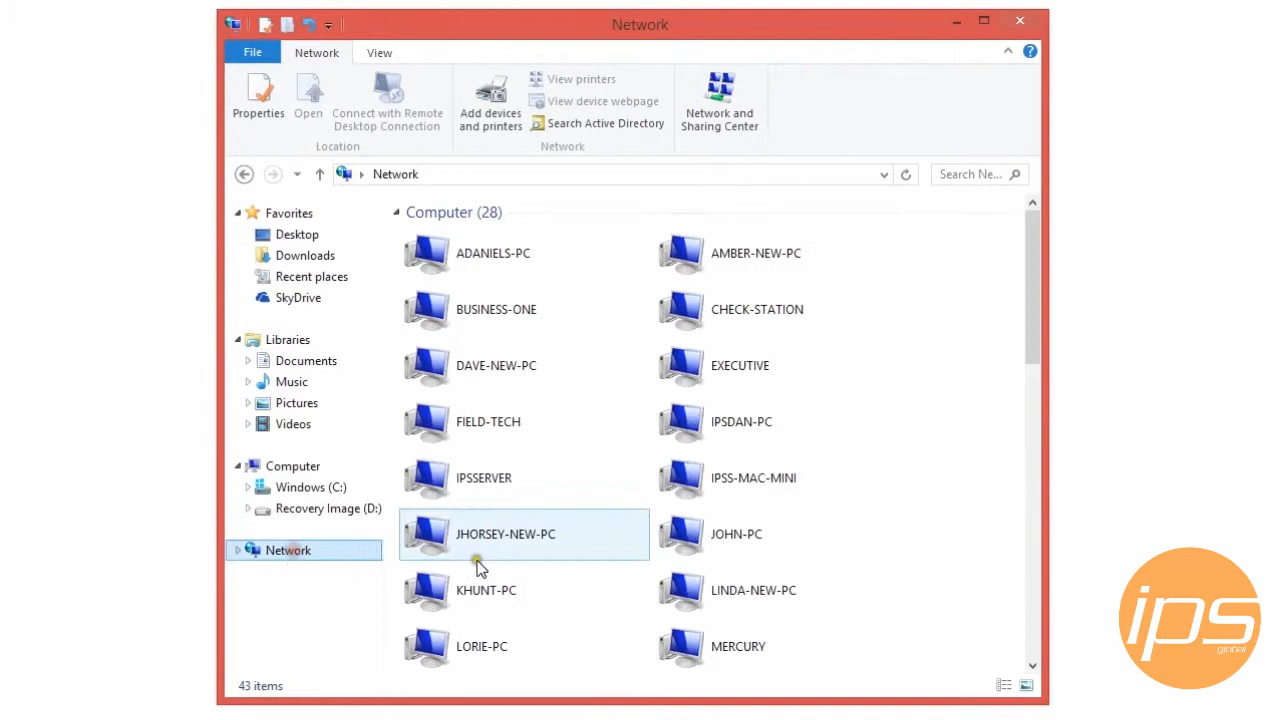 Network
File
Network
View
Properties
Open
Connect with Remote
Desktop Connection
Location
Add devices
and printers
View printers
View device webpage
Search Active Directory
Network
Network and
Sharing Center
Network
Search Ne...
Favorites
Desktop
Downloads
Recent places
SkyDrive
Libraries
Documents
Music
Pictures
Videos
Computer
Windows (C:)
Recovery Image (D:)
Network
Computer (28)
ADANIELS-PC
AMBER-NEW-PC
BUSINESS-ONE
CHECK-STATION
DAVE-NEW-PC
EXECUTIVE
FIELD-TECH
IPSDAN-PC
IPSSERVER
IPSS-MAC-MINI
JHORSEY-NEW-PC
JOHN-PC
KHUNT-PC
LINDA-NEW-PC
LORIE-PC
MERCURY
43 items
ips
global